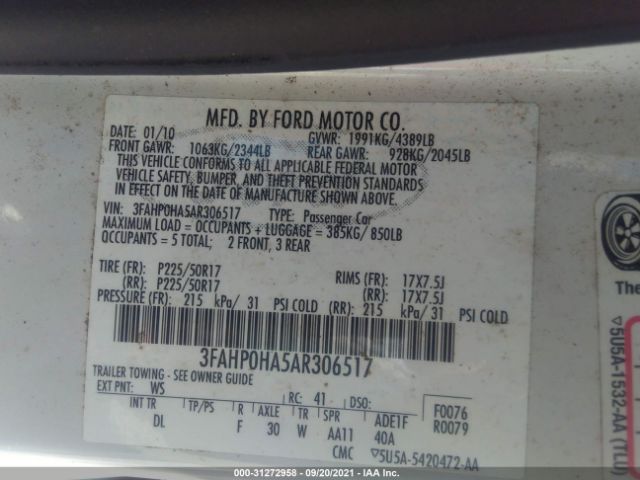 MFD. BY FORD MOTOR CO.
DATE: 01/10 GVWR: 1991KG/4389LB
FRONT GAWR: 1063KG/2344LB REAR GAWR: 928KG/2045LB
THIS VEHICLE CONFORMS TO ALL APPLICABLE FEDERAL MOTOR
VEHICLE SAFETY, BUMPER, AND THEFT PREVENTION STANDARDS
IN EFFECT ON THE DATE OF MANUFACTURE SHOWN ABOVE.
VIN: 3FAHP0HA5AR306517 TYPE: Passenger Car
MAXIMUM LOAD = OCCUPANTS + LUGGAGE = 385KG/ 850LB
OCCUPANTS = 5 TOTAL; 2 FRONT, 3 REAR
TIRE (FR): P225/50R17 RIMS (FR): 17X7.5J
(RR): P225/50R17 (RR): 17X7.5J
PRESSURE (FR): 215 kPa/ 31 PSI COLD (RR): 215 kPa/ 31 PSI COLD
3FAHP0HA5AR306517
TRAILER TOWING - SEE OWNER GUIDE
EXT PNT: WS RC: 41 DSO: F0076
INT TR TP/PS R AXLE TR SPR ADE1F R0079
DL F 30 W AA11 40A
CMC ▽5U5A-5420472-AA
The
▽5U5A-1532-AA (TLU)
000-31272958 - 09/20/2021 - IAA Inc.